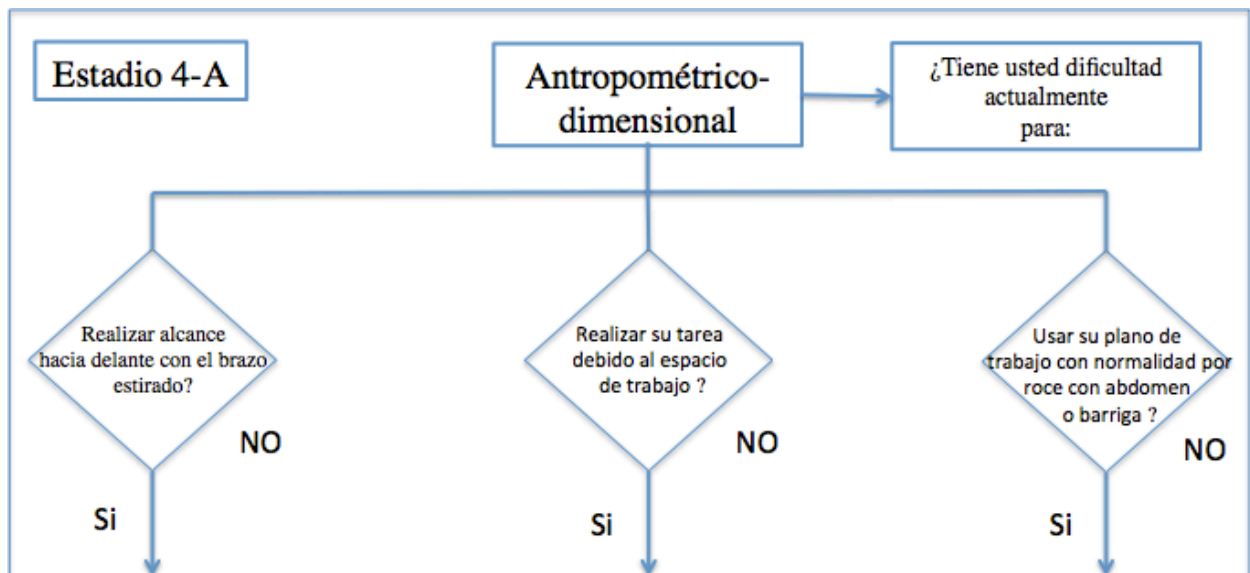 Estadio 4-A
Antropométrico-
dimensional
¿Tiene usted dificultad
actualmente
para:
Realizar alcance
hacia delante con el brazo
estirado?
NO
Si
Realizar su tarea
debido al espacio
de trabajo ?
NO
Si
Usar su plano de
trabajo con normalidad por
roce con abdomen
o barriga ?
NO
Si